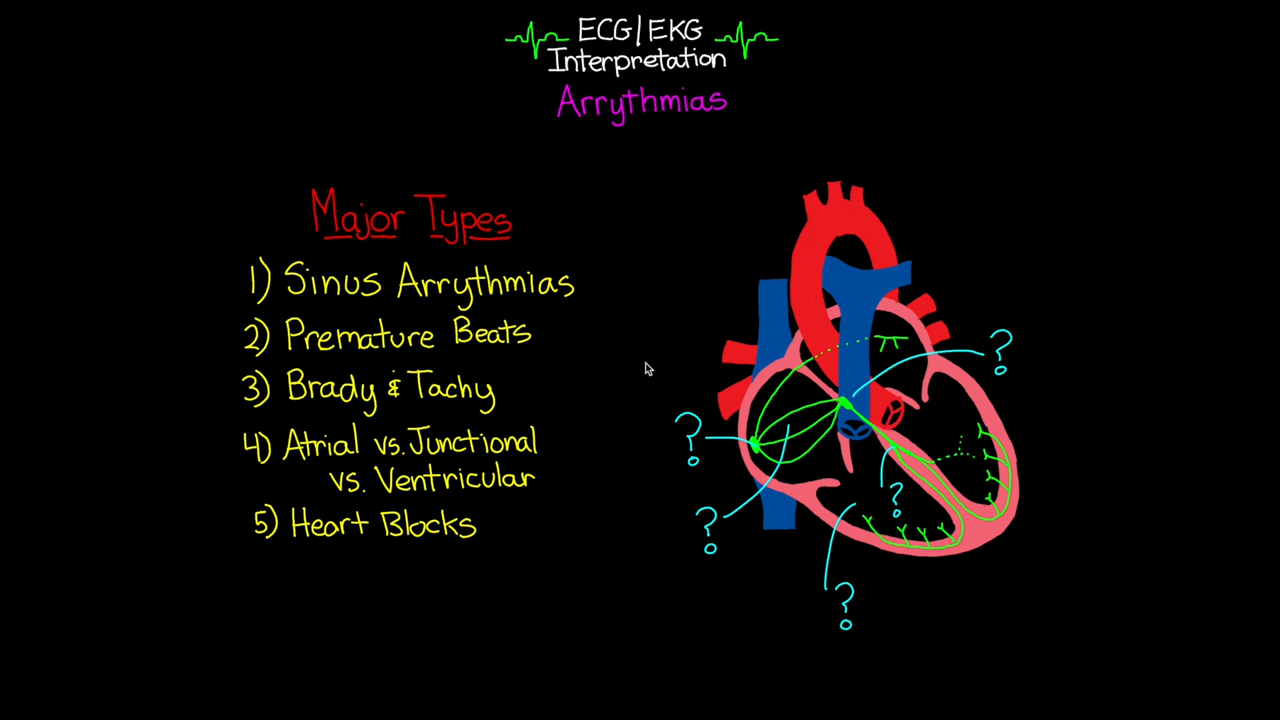 ECG/EKG
Interpretation
Arrythmias
Major Types
1) Sinus Arrythmias
2) Premature Beats
3) Brady & Tachy
4) Atrial vs. Junctional
vs. Ventricular
5) Heart Blocks
?
?
?
?
?